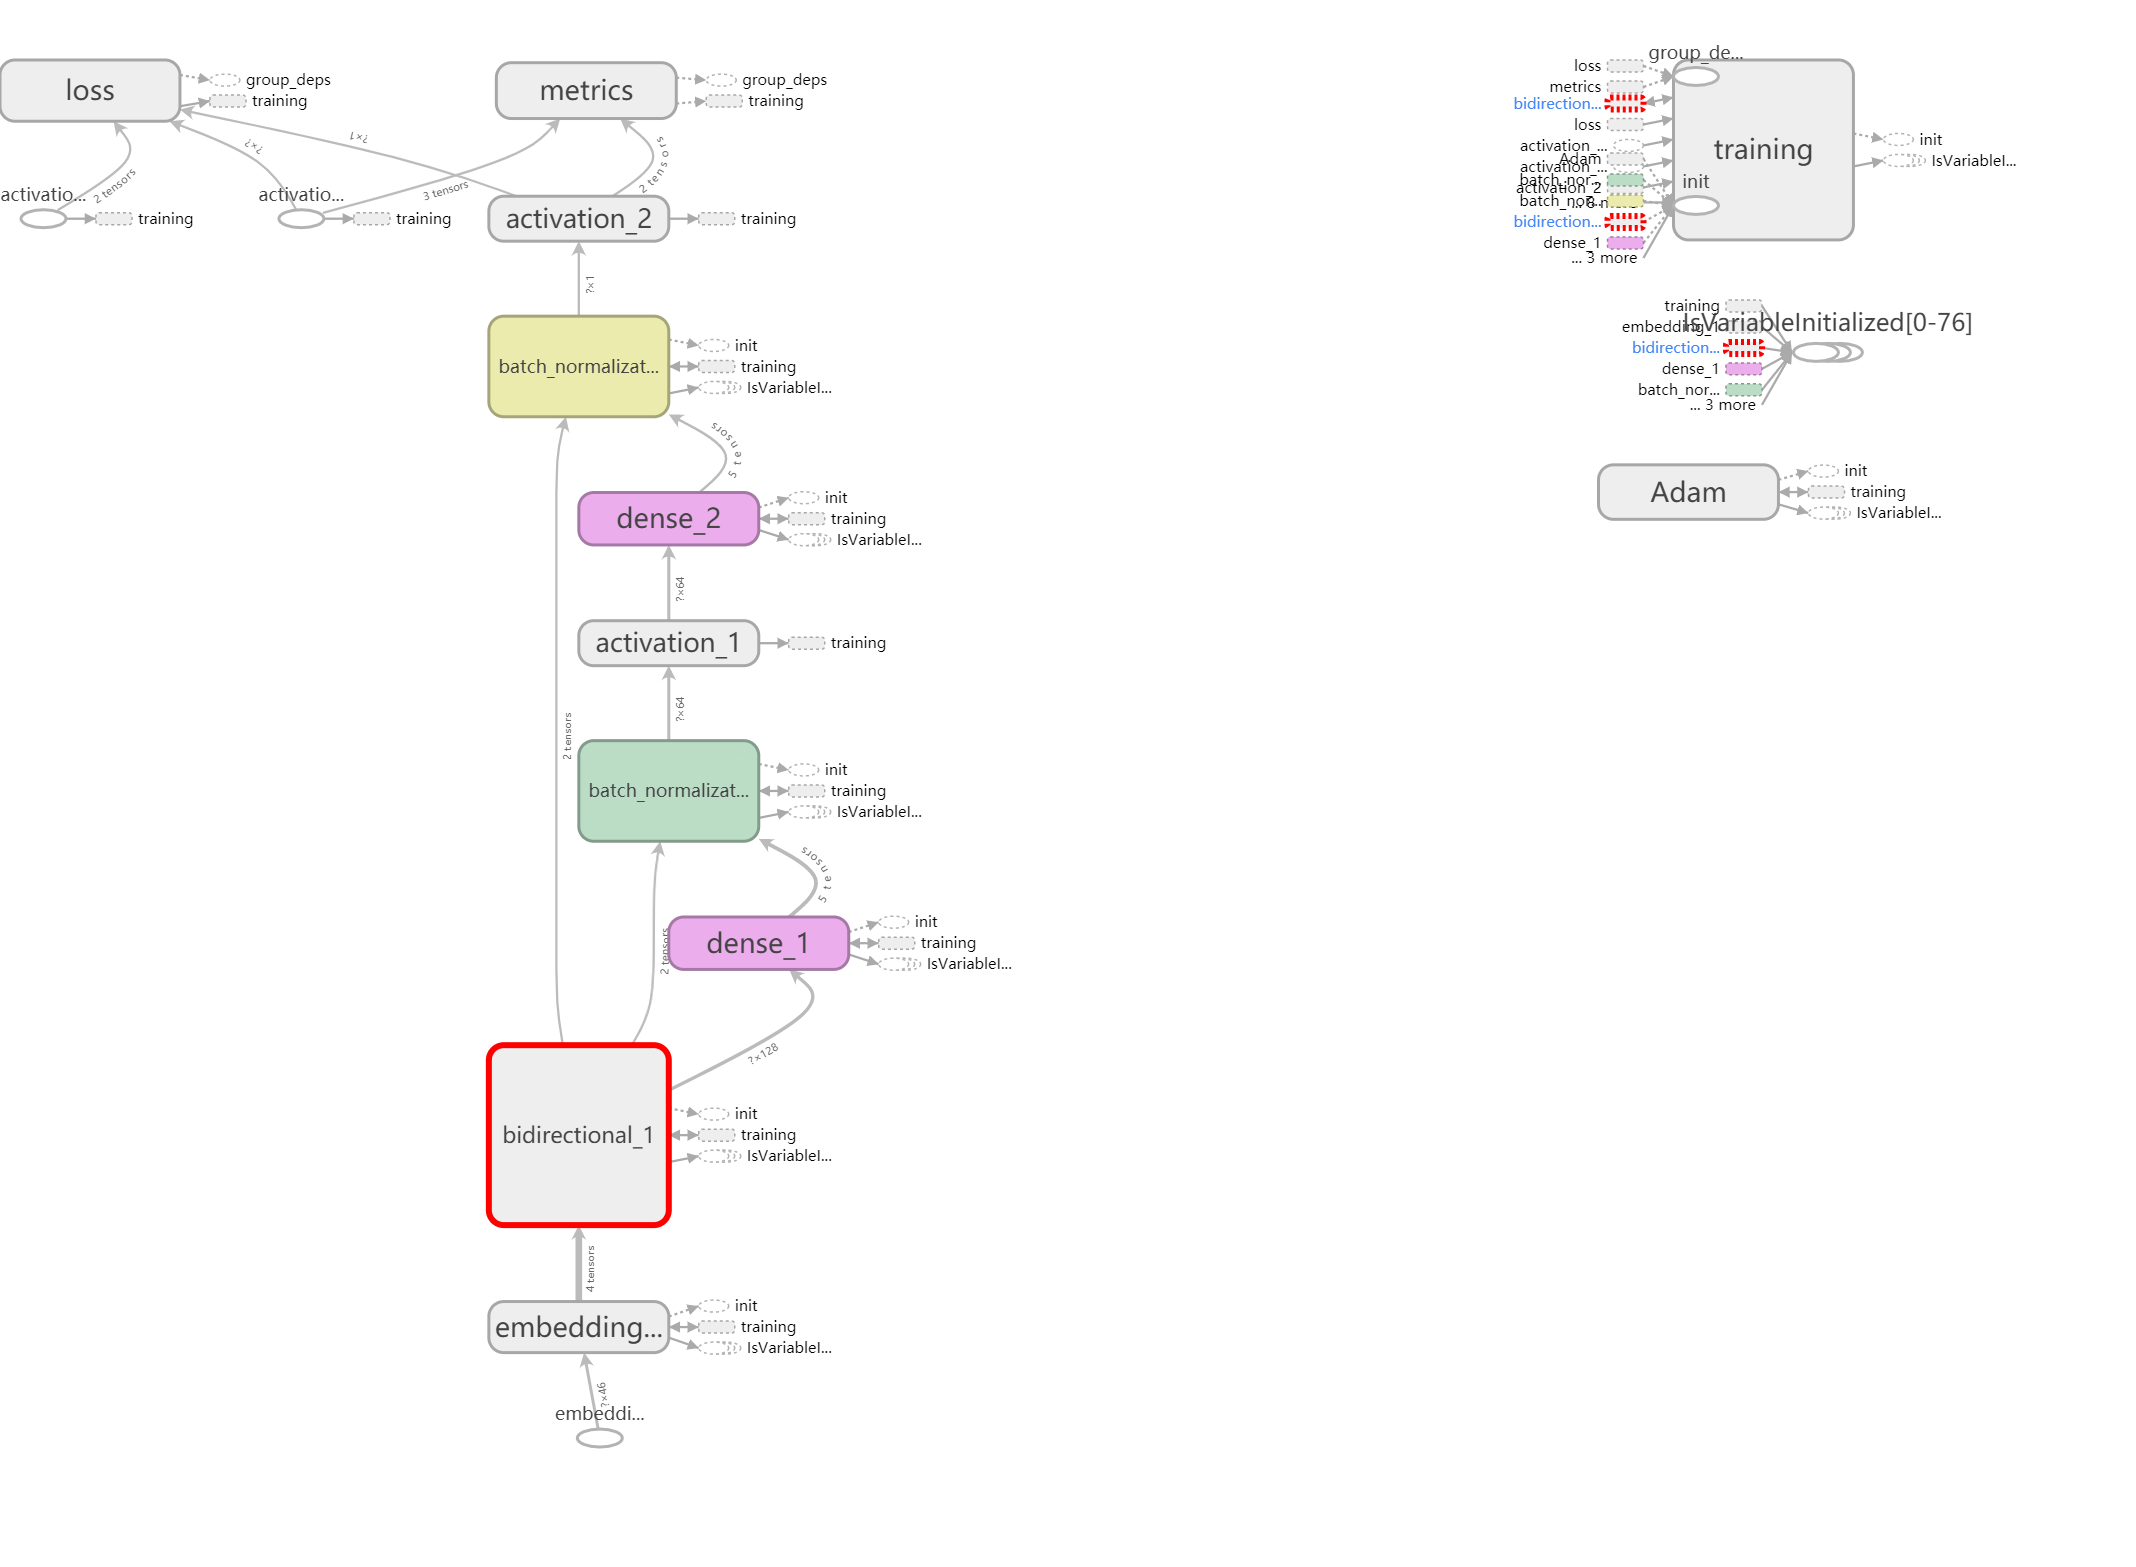 loss
group_deps
training
metrics
group_deps
training
?×1
?×?
2 tensors
3 tensors
2 tensors
activatio...
training
activatio...
training
activation_2
training
?×1
batch_normalizat...
init
training
IsVariableI...
5 tensors
dense_2
init
training
IsVariableI...
?×64
activation_1
training
?×64
2 tensors
batch_normalizat...
init
training
IsVariableI...
5 tensors
2 tensors
dense_1
init
training
IsVariableI...
?×128
bidirectional_1
init
training
IsVariableI...
4 tensors
embedding...
init
training
IsVariableI...
?×46
embeddi...
group_de...
loss
metrics
bidirection...
loss
activation_...
Adam
activation_...
batch_nor...
activation_2
batch_nor...
bidirection...
dense_1
... 3 more
training
init
init
IsVariableI...
IsVariableInitialized[0-76]
training
embedding_1
bidirection...
dense_1
batch_nor...
... 3 more
Adam
init
training
IsVariableI...